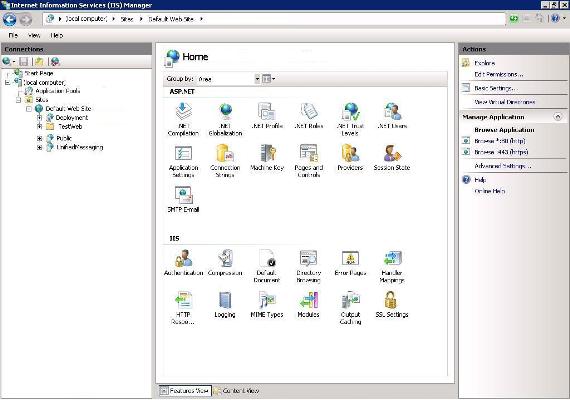 Internet Information Services (IIS) Manager
(local computer) Sites Default Web Site
File View Help
Connections
Start Page
(local computer)
Application Pools
Sites
Default Web Site
Deployment
TestWeb
Public
UnifiedMessaging
Home
Group by: Area
ASP.NET
.NET Compilation
.NET Globalization
.NET Profile
.NET Roles
.NET Trust Levels
.NET Users
Application Settings
Connection Strings
Machine Key
Pages and Controls
Providers
Session State
SMTP E-mail
IIS
Authentication
Compression
Default Document
Directory Browsing
Error Pages
Handler Mappings
HTTP Respo...
Logging
MIME Types
Modules
Output Caching
SSL Settings
Features View
Content View
Actions
Explore
Edit Permissions...
Basic Settings...
View Virtual Directories
Manage Application
Browse Application
Browse *:80 (http)
Browse :443 (https)
Advanced Settings...
Help
Online Help